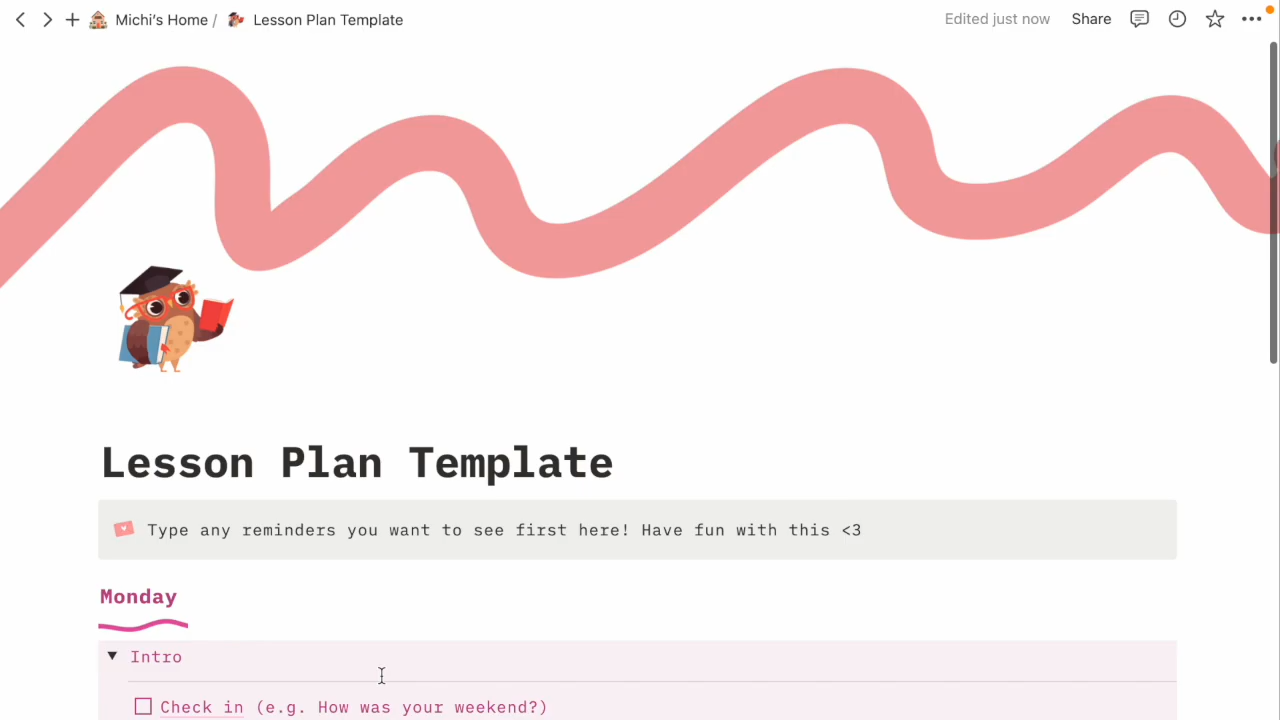 Michi's Home / Lesson Plan Template
Edited just now Share
Lesson Plan Template
Type any reminders you want to see first here! Have fun with this <3
Monday
Intro
Check in (e.g. How was your weekend?)